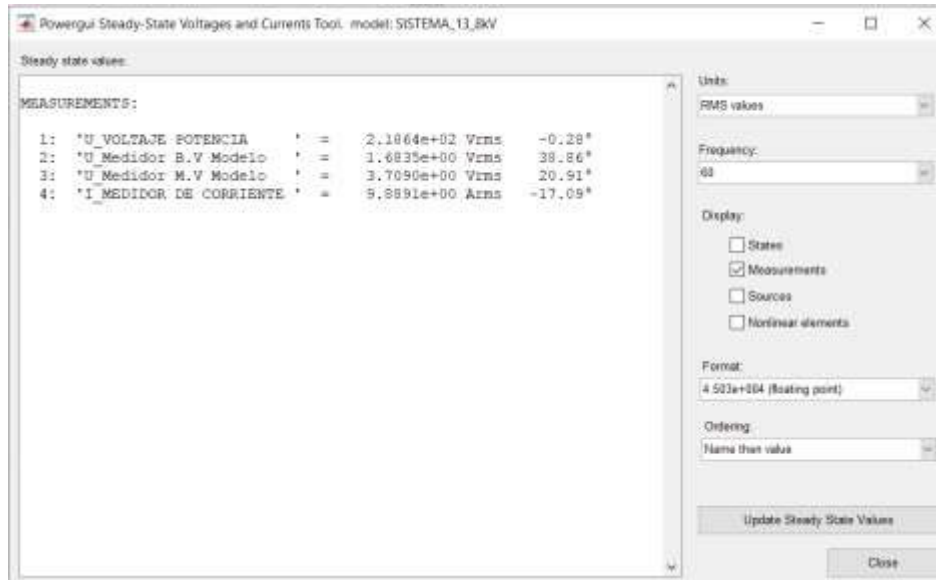 Powergui Steady-State Voltages and Currents Tool. model: SISTEMA_13_8kV
Steady state values:
MEASUREMENTS:
1: 'U_VOLTAJE POTENCIA ' = 2.1864e+02 Vrms -0.28°
2: 'U_Medidor B.V Modelo ' = 1.6835e+00 Vrms 38.86°
3: 'U_Medidor M.V Modelo ' = 3.7090e+00 Vrms 20.91°
4: 'I_MEDIDOR DE CORRIENTE ' = 9.8891e+00 Arms -17.09°
Units:
RMS values
Frequency:
60
Display:
States
Measurements
Sources
Nonlinear elements
Format:
4.503e+004 (floating point)
Ordering:
Name then value
Update Steady State Values
Close